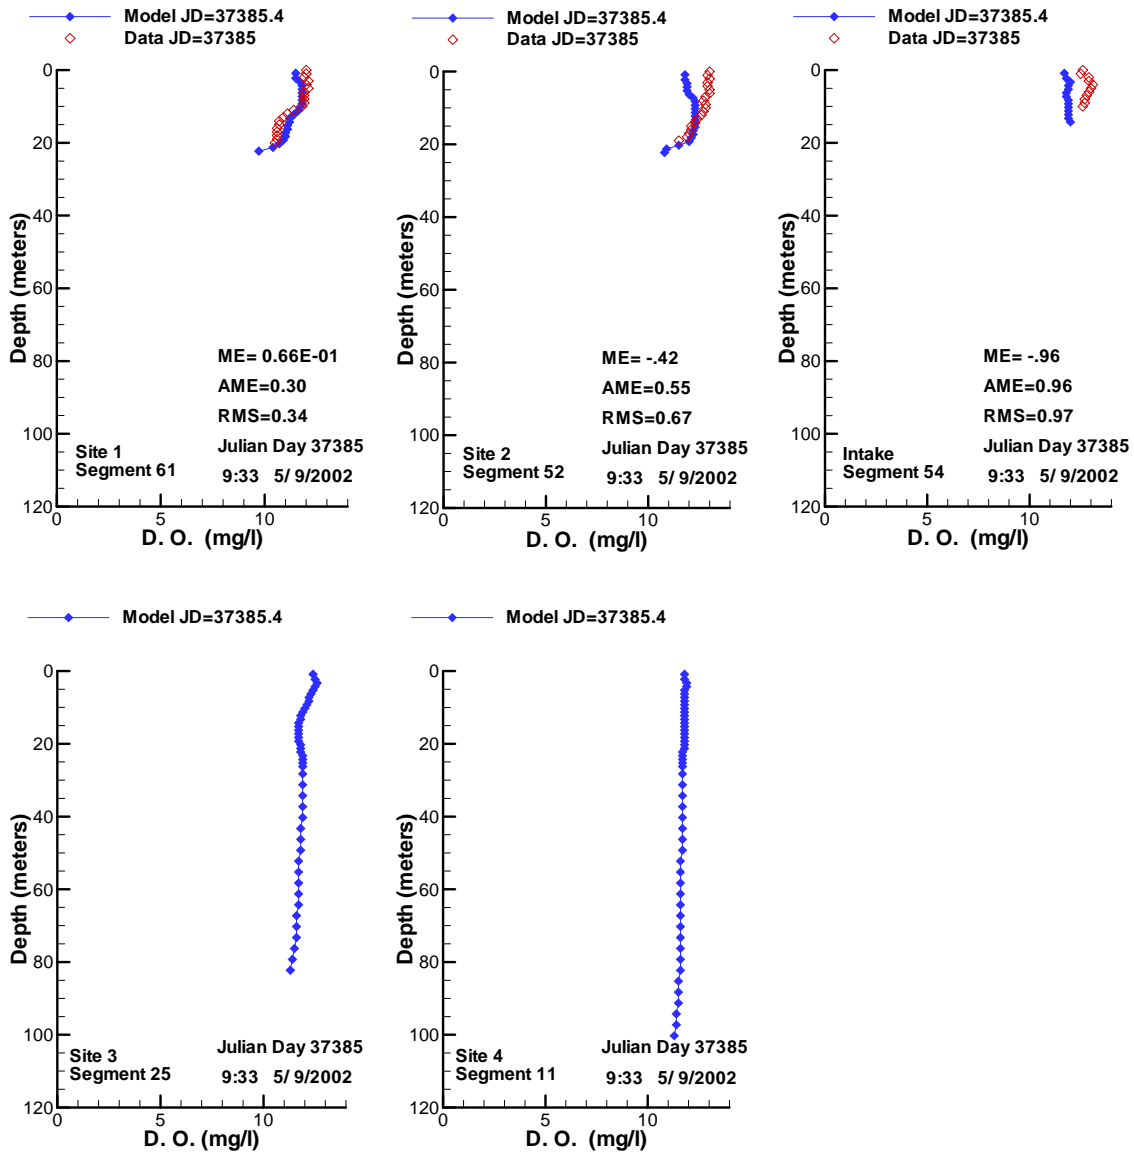 Model JD=37385.4
Data JD=37385
0
20
40
60
80
100
120
Depth (meters)
ME= 0.66E-01
AME=0.30
RMS=0.34
Site 1
Segment 61
Julian Day 37385
9:33 5/ 9/2002
0 5 10
D. O. (mg/l)
Model JD=37385.4
Data JD=37385
0
20
40
60
80
100
120
Depth (meters)
ME= -.42
AME=0.55
RMS=0.67
Site 2
Segment 52
Julian Day 37385
9:33 5/ 9/2002
0 5 10
D. O. (mg/l)
Model JD=37385.4
Data JD=37385
0
20
40
60
80
100
120
Depth (meters)
ME= -.96
AME=0.96
RMS=0.97
Intake
Segment 54
Julian Day 37385
9:33 5/ 9/2002
0 5 10
D. O. (mg/l)
Model JD=37385.4
0
20
40
60
80
100
120
Depth (meters)
Site 3
Segment 25
Julian Day 37385
9:33 5/ 9/2002
0 5 10
D. O. (mg/l)
Model JD=37385.4
0
20
40
60
80
100
120
Depth (meters)
Site 4
Segment 11
Julian Day 37385
9:33 5/ 9/2002
0 5 10
D. O. (mg/l)